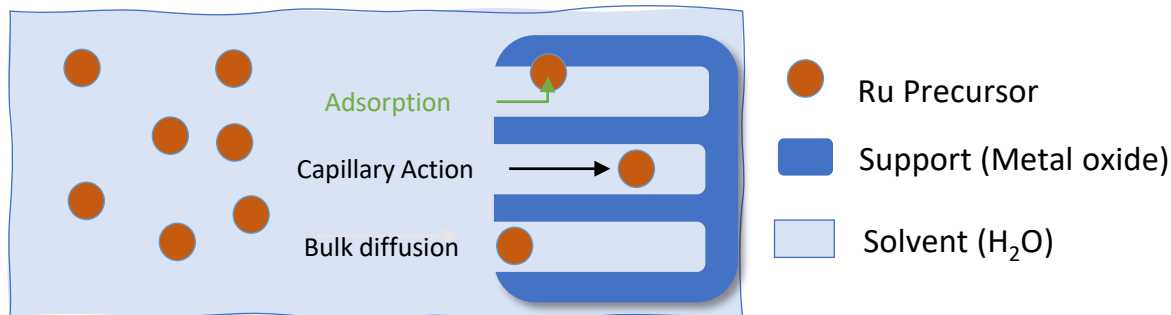 Adsorption
Capillary Action
Bulk diffusion
Ru Precursor
Support (Metal oxide)
Solvent (H₂O)